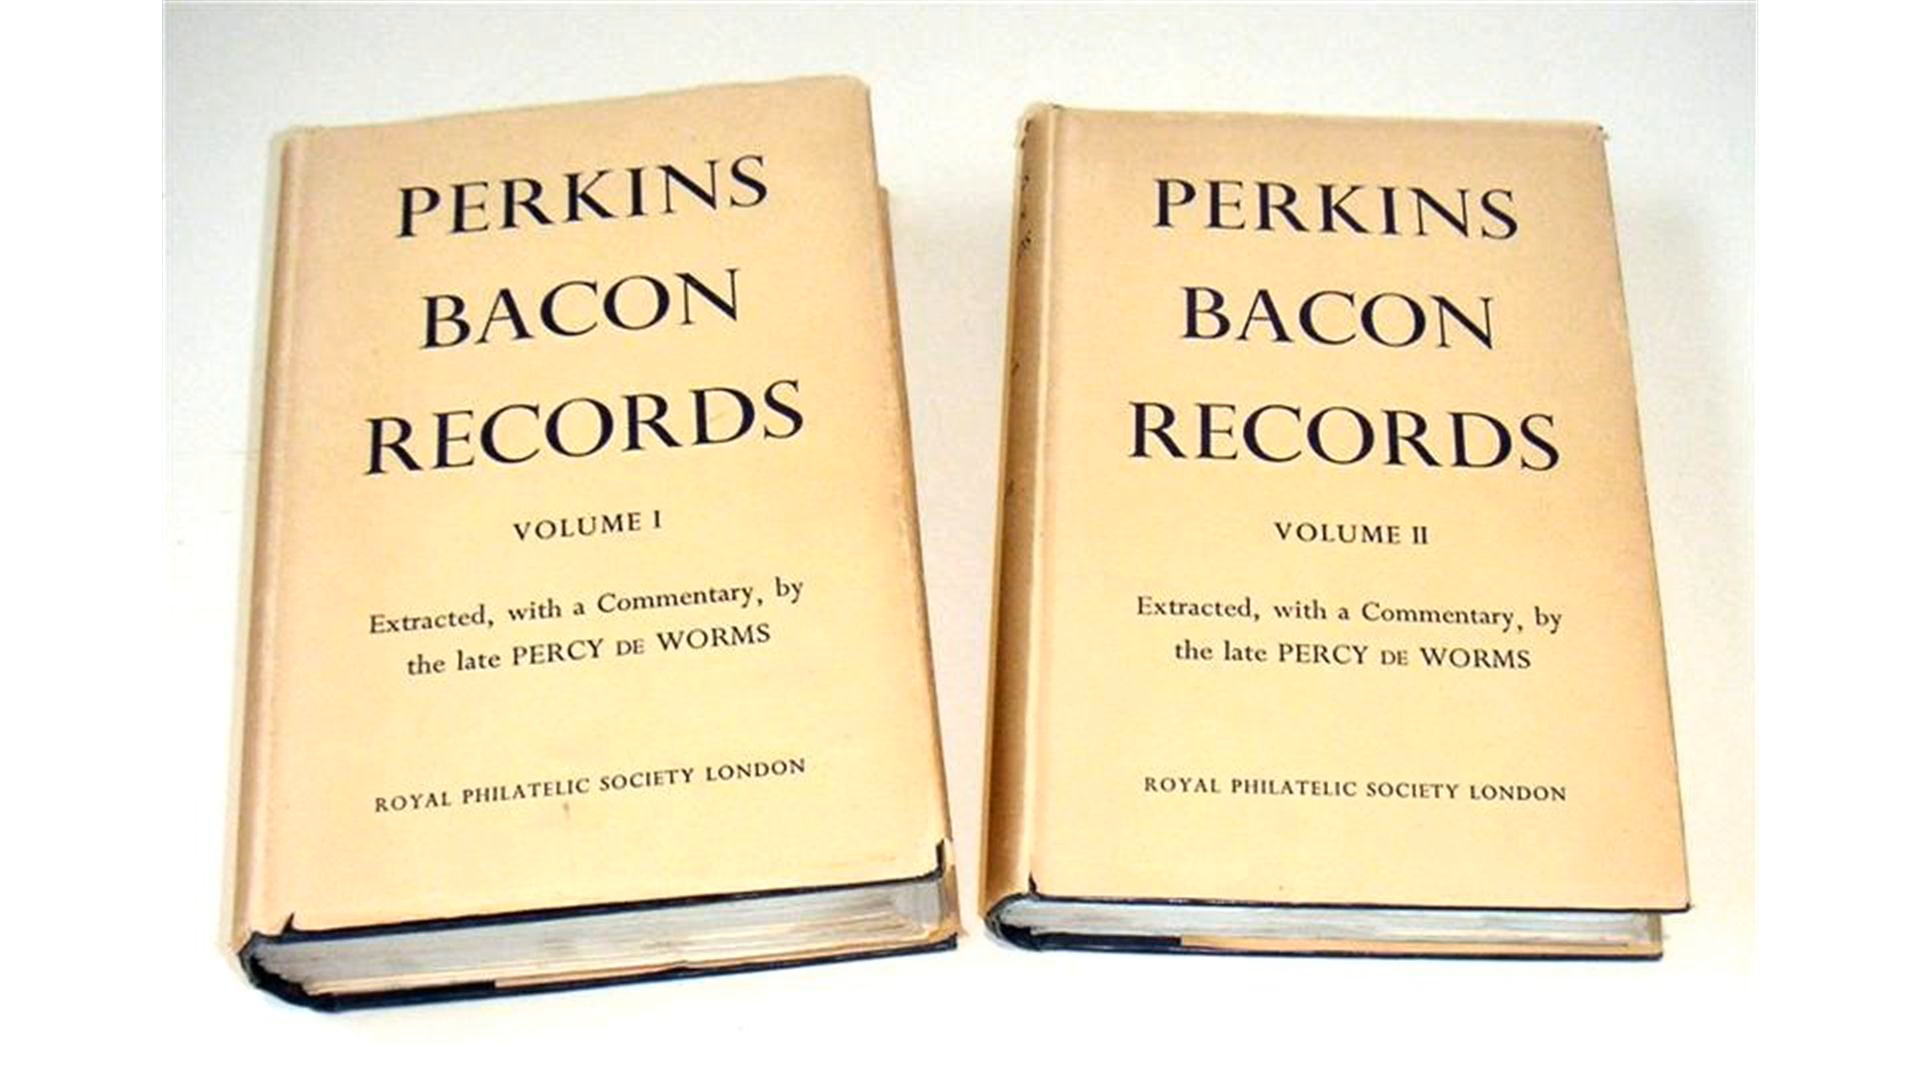 PERKINS
BACON
RECORDS
VOLUME I
Extracted, with a Commentary, by
the late PERCY DE WORMS
ROYAL PHILATELIC SOCIETY LONDON
PERKINS
BACON
RECORDS
VOLUME II
Extracted, with a Commentary, by
the late PERCY DE WORMS
ROYAL PHILATELIC SOCIETY LONDON